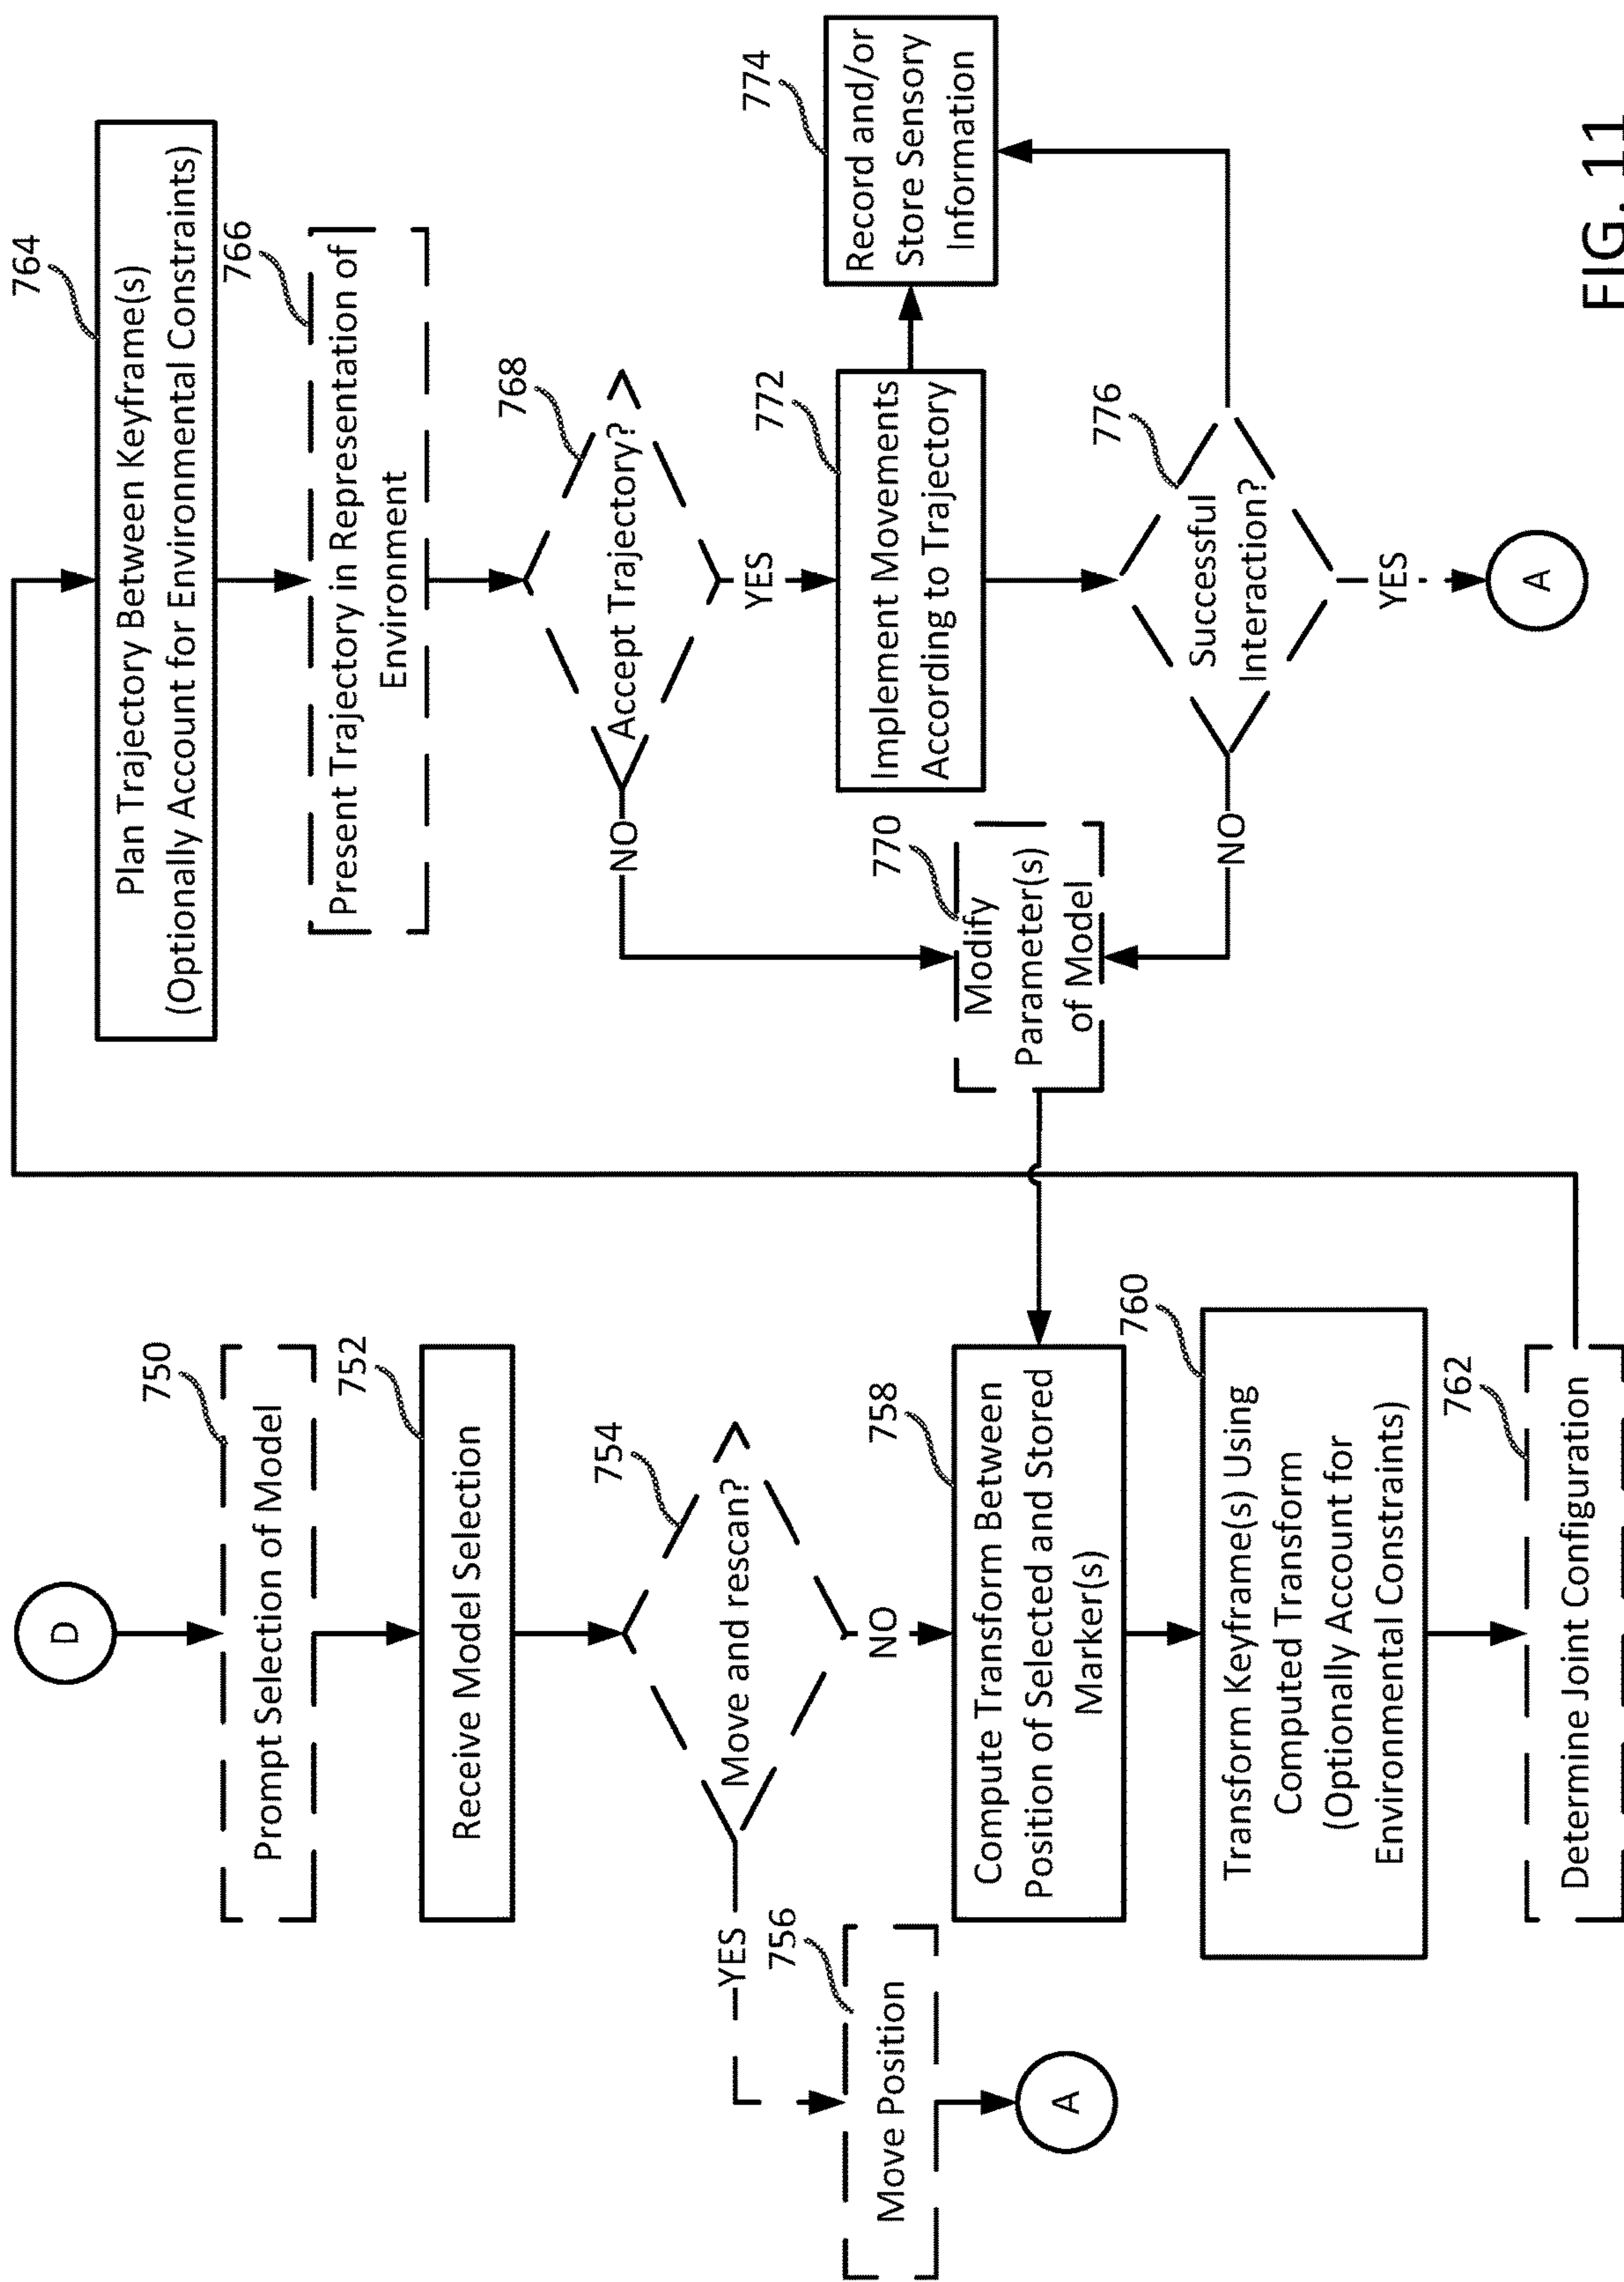 D
750
Prompt Selection of Model
752
Receive Model Selection
754
Move and rescan?
YES
756
Move Position
A
NO
758
Compute Transform Between
Position of Selected and Stored
Marker(s)
760
Transform Keyframe(s) Using
Computed Transform
(Optionally Account for
Environmental Constraints)
762
Determine Joint Configuration
764
Plan Trajectory Between Keyframe(s)
(Optionally Account for Environmental Constraints)
766
Present Trajectory in Representation of
Environment
768
Accept Trajectory?
NO
YES
770
Modify
Parameter(s)
of Model
772
Implement Movements
According to Trajectory
774
Record and/or
Store Sensory
Information
776
Successful
Interaction?
NO
YES
A
FIG. 11